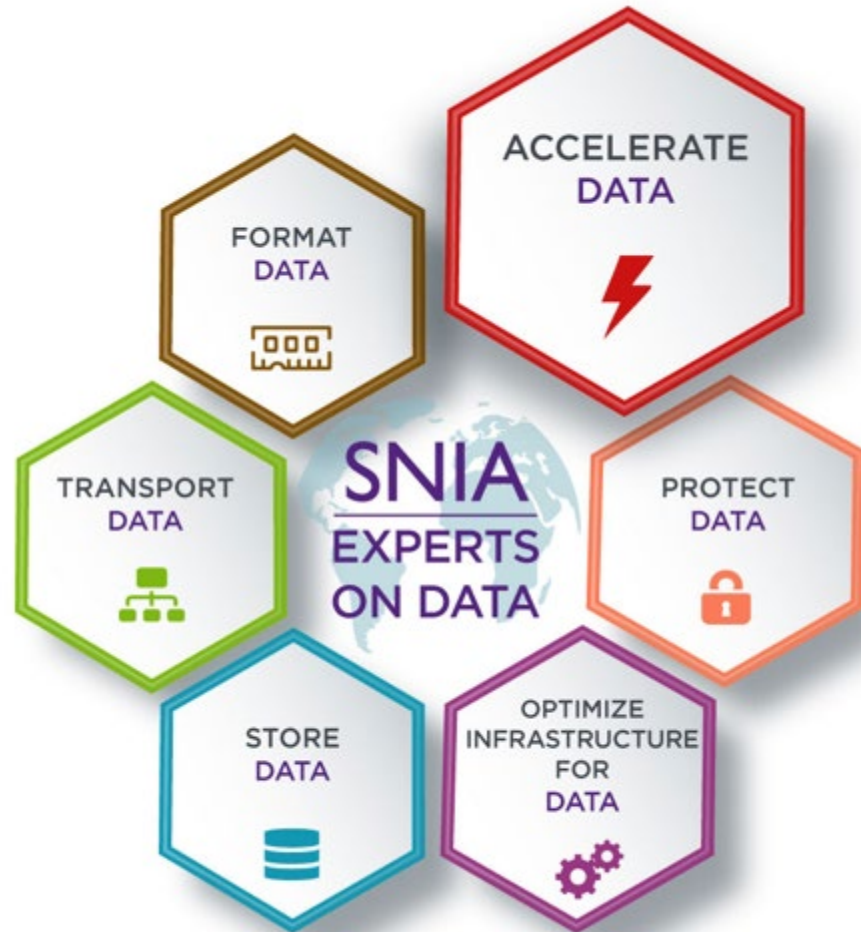 ACCELERATE
DATA
FORMAT
DATA
TRANSPORT
DATA
SNIA
EXPERTS
ON DATA
PROTECT
DATA
STORE
DATA
OPTIMIZE
INFRASTRUCTURE
FOR
DATA